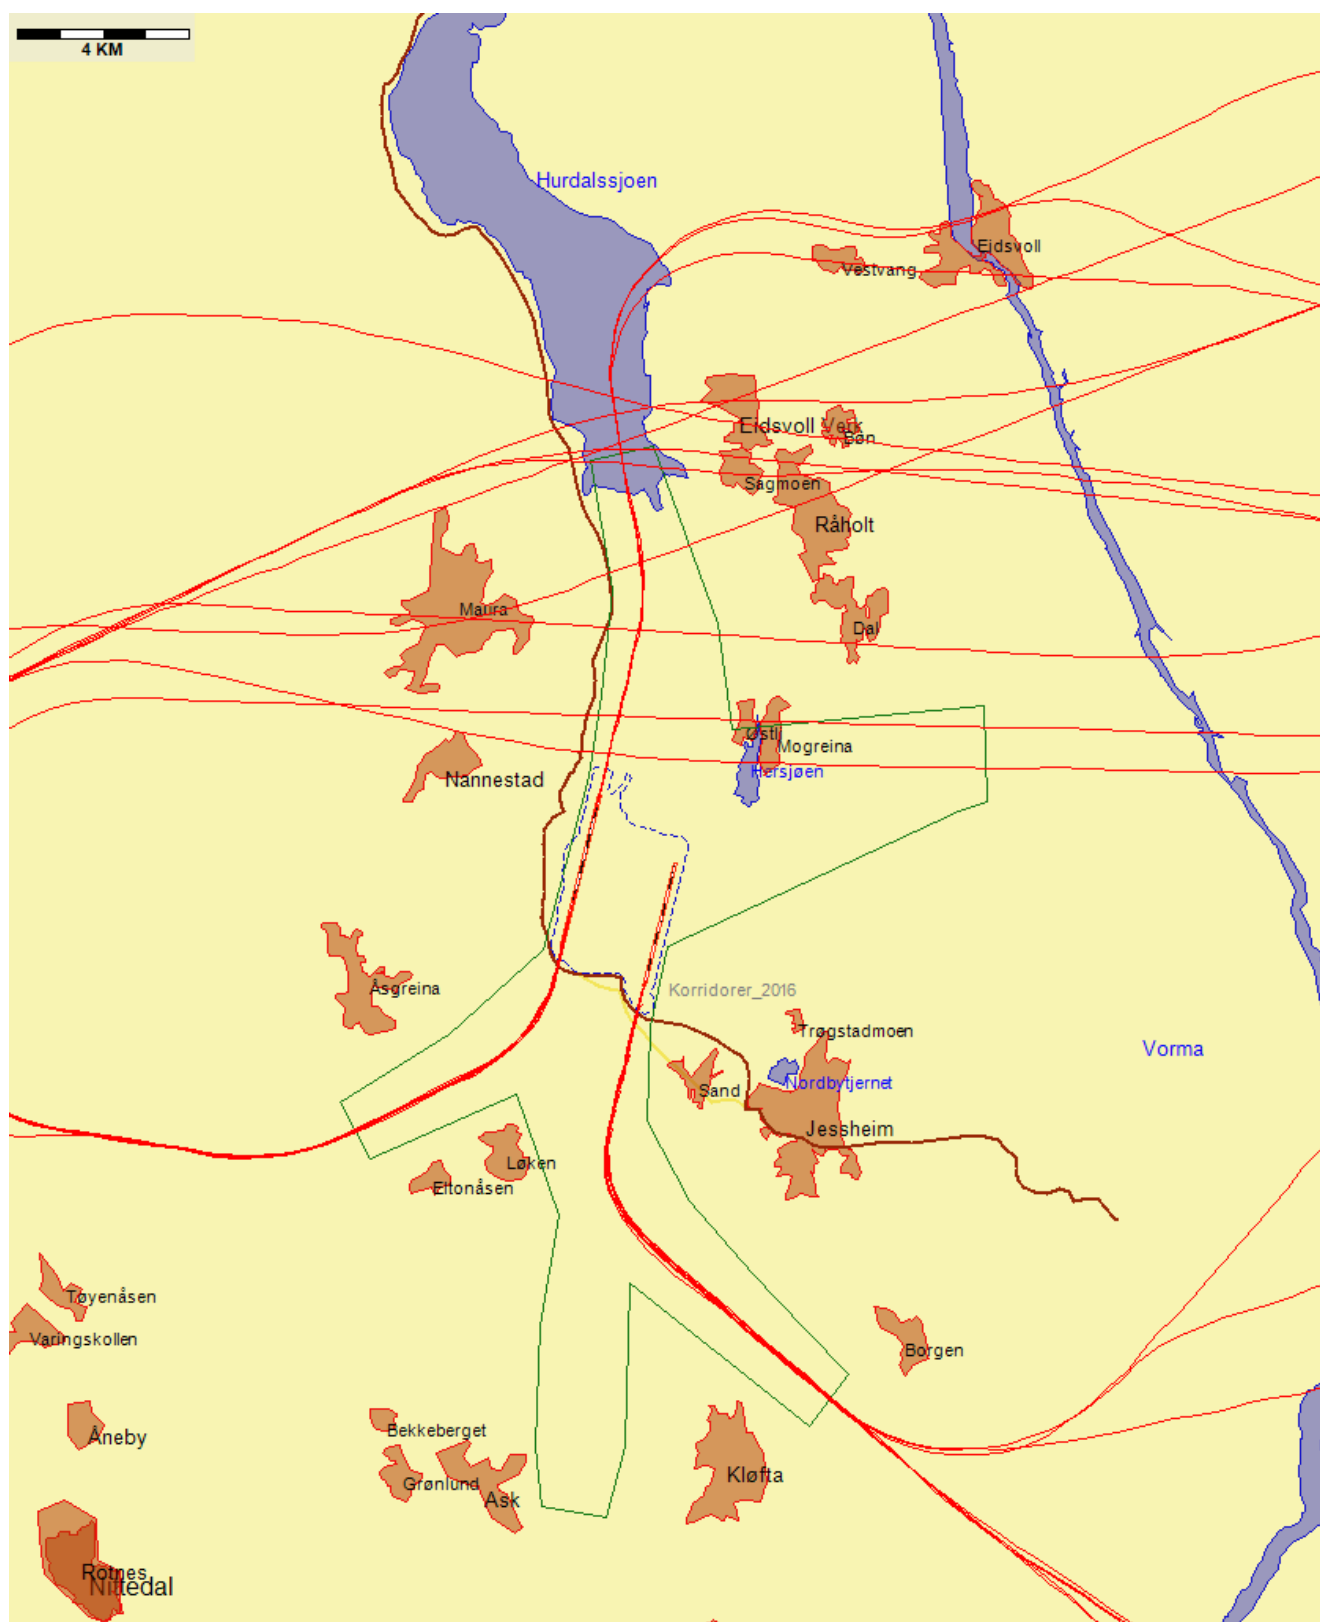 4 KM
Hurdalssjoen
Eidsvoll
Vestvang
Eidsvoll Verk
Bøn
Sagmoen
Råholt
Maura
Dal
Østli
Mogreina
Hersjøen
Nannestad
Åsgreina
Korridorer_2016
Trøgstadmoen
Vorma
Nordbytjernet
Sand
Jessheim
Løken
Eltonåsen
Tøyenåsen
Varingskollen
Borgen
Bekkeberget
Åneby
Kløfta
Grønlund
Ask
Rotnes
Nittedal